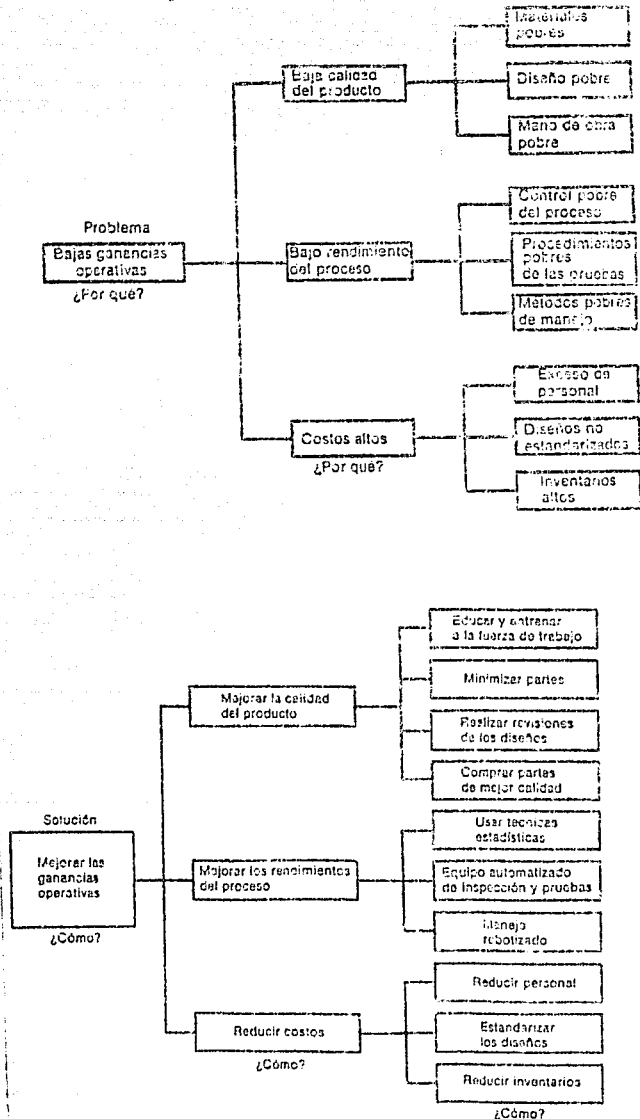 Materiales
pobres
Baja calidad
del producto
Diseño pobre
Mano de obra
pobre
Problema
Bajas ganancias
operativas
¿Por qué?
Bajo rendimiento
del proceso
Control pobre
del proceso
Procedimientos
pobres
de las pruebas
Métodos pobres
de manejo
Costos altos
¿Por qué?
Exceso de
personal
Diseños no
estandarizados
Inventarios
altos
Solución
Mejorar las
ganancias
operativas
¿Cómo?
Mejorar la calidad
del producto
Educar y entrenar
a la fuerza de trabajo
Minimizar partes
Realizar revisiones
de los diseños
Comprar partes
de mejor calidad
Mejorar los rendimientos
del proceso
Usar técnicas
estadísticas
Equipo automatizado
de inspección y pruebas
Manejo
robotizado
Reducir costos
¿Cómo?
Reducir personal
Estandarizar
los diseños
Reducir inventarios
¿Cómo?